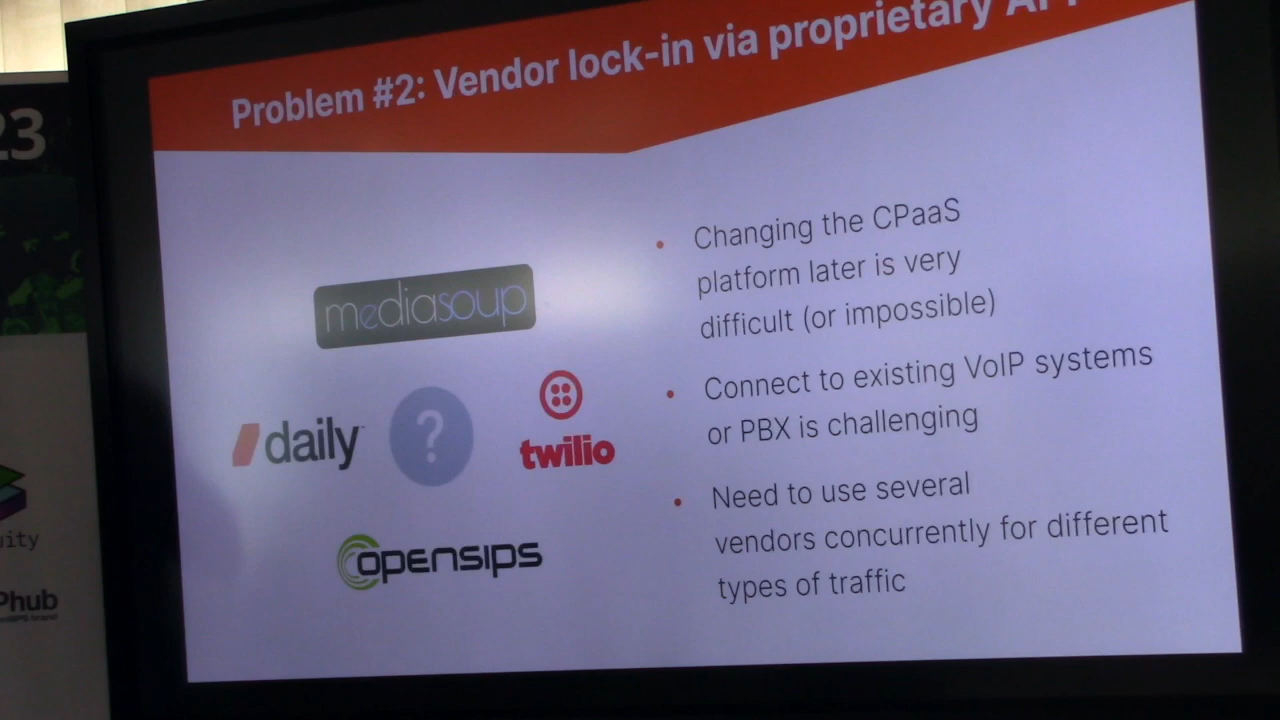 Problem #2: Vendor lock-in via proprietary
23
mediasoup
daily
?
twilio
opensips
• Changing the CPaaS
platform later is very
difficult (or impossible)
• Connect to existing VoIP systems
or PBX is challenging
• Need to use several
vendors concurrently for different
types of traffic
uity
Phub